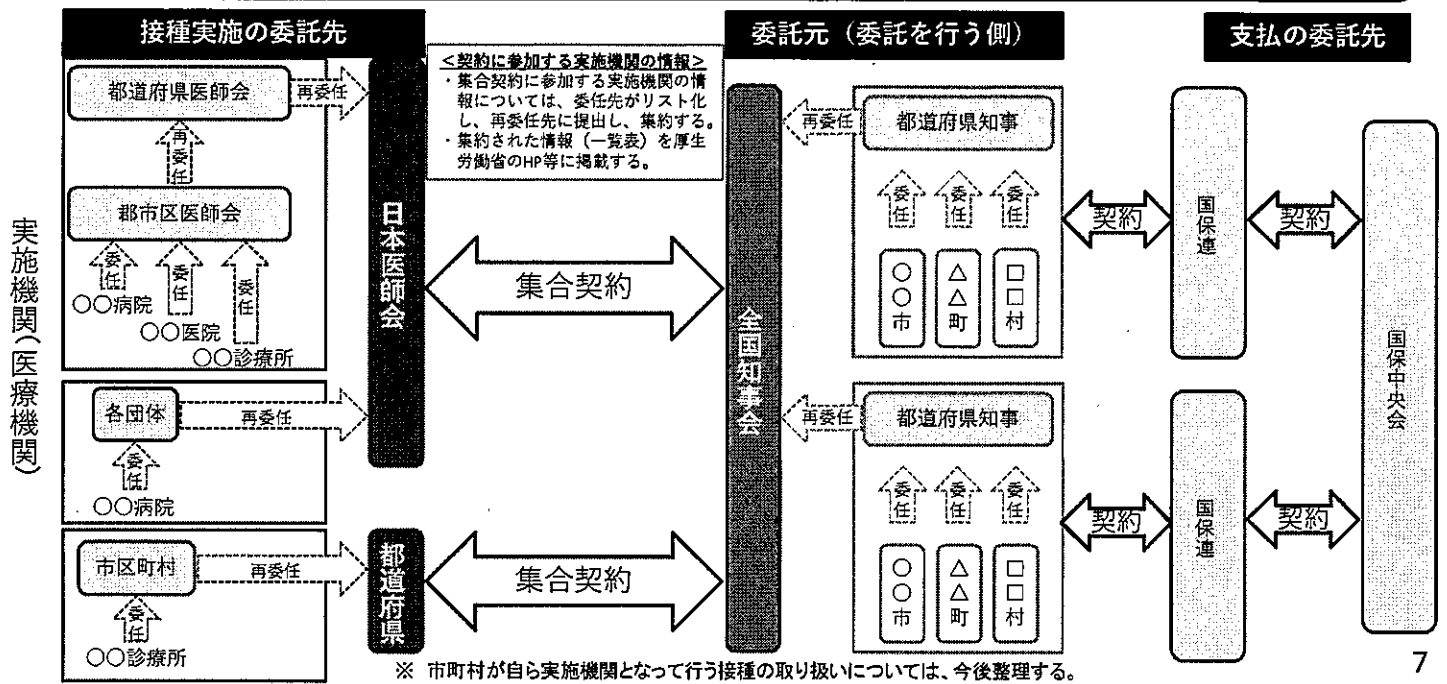 接種実施の委託先
委託元（委託を行う側）
支払の委託先
実施機関（医療機関）
都道府県医師会
再委任
再委任
郡市区医師会
委任
委任
委任
○○病院
○○医院
○○診療所
各団体
再委任
委任
○○病院
市区町村
再委任
委任
○○診療所
日本医師会
都道府県
＜契約に参加する実施機関の情報＞
・集合契約に参加する実施機関の情
報については、委任先がリスト化
し、再委任先に提出し、集約する。
・集約された情報（一覧表）を厚生
労働省のHP等に掲載する。
集合契約
集合契約
全国知事会
再委任
都道府県知事
委任
委任
委任
○○市
△△町
□□村
再委任
都道府県知事
委任
委任
委任
○○市
△△町
□□村
契約
契約
国保連
国保連
契約
契約
国保中央会
※ 市町村が自ら実施機関となって行う接種の取り扱いについては、今後整理する。
7